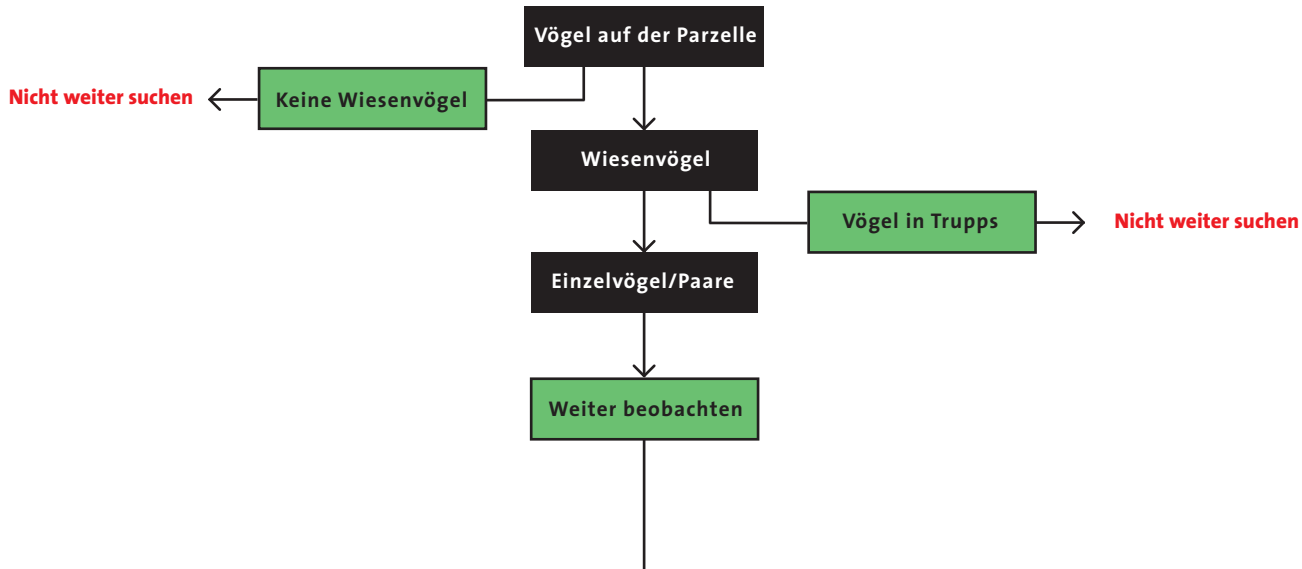 Vögel auf der Parzelle
Nicht weiter suchen
Keine Wiesenvögel
Wiesenvögel
Vögel in Trupps
Nicht weiter suchen
Einzelvögel/Paare
Weiter beobachten